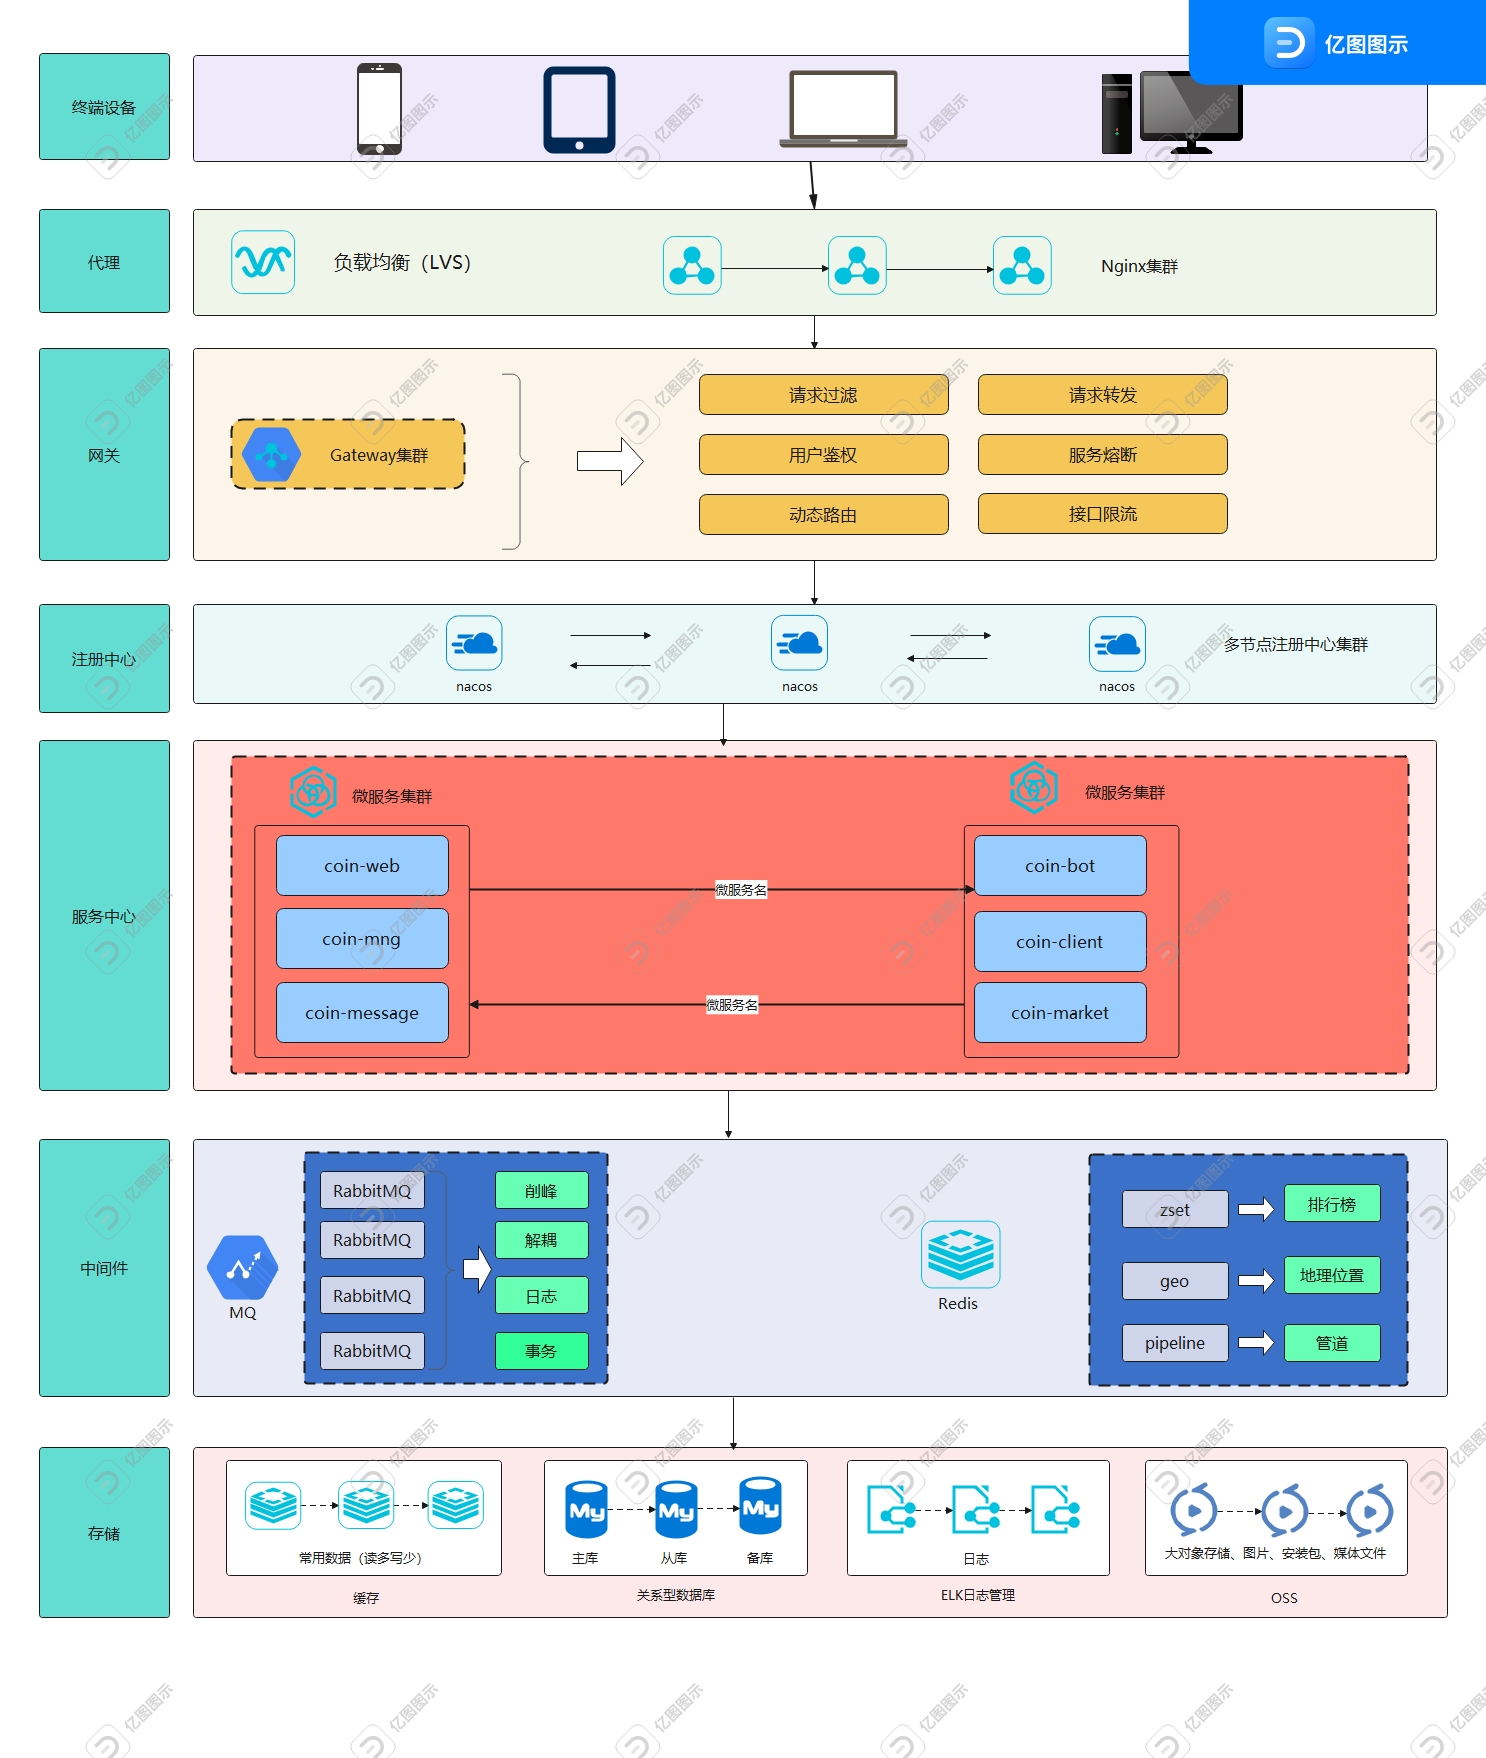 亿图图示
终端设备
代理
负载均衡（LVS）
Nginx集群
网关
Gateway集群
请求过滤
请求转发
用户鉴权
服务熔断
动态路由
接口限流
注册中心
nacos
nacos
nacos
多节点注册中心集群
服务中心
微服务集群
微服务集群
coin-web
coin-bot
微服务名
coin-mng
coin-client
coin-message
微服务名
coin-market
中间件
MQ
RabbitMQ
削峰
RabbitMQ
解耦
RabbitMQ
日志
RabbitMQ
事务
Redis
zset
排行榜
geo
地理位置
pipeline
管道
存储
常用数据（读多写少）
缓存
My
My
My
主库
从库
备库
关系型数据库
日志
ELK日志管理
大对象存储、图片、安装包、媒体文件
OSS